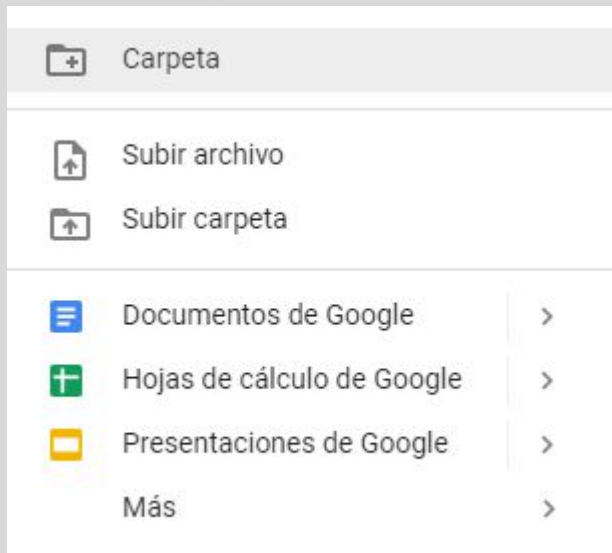 Carpeta
Subir archivo
Subir carpeta
Documentos de Google
Hojas de cálculo de Google
Presentaciones de Google
Más